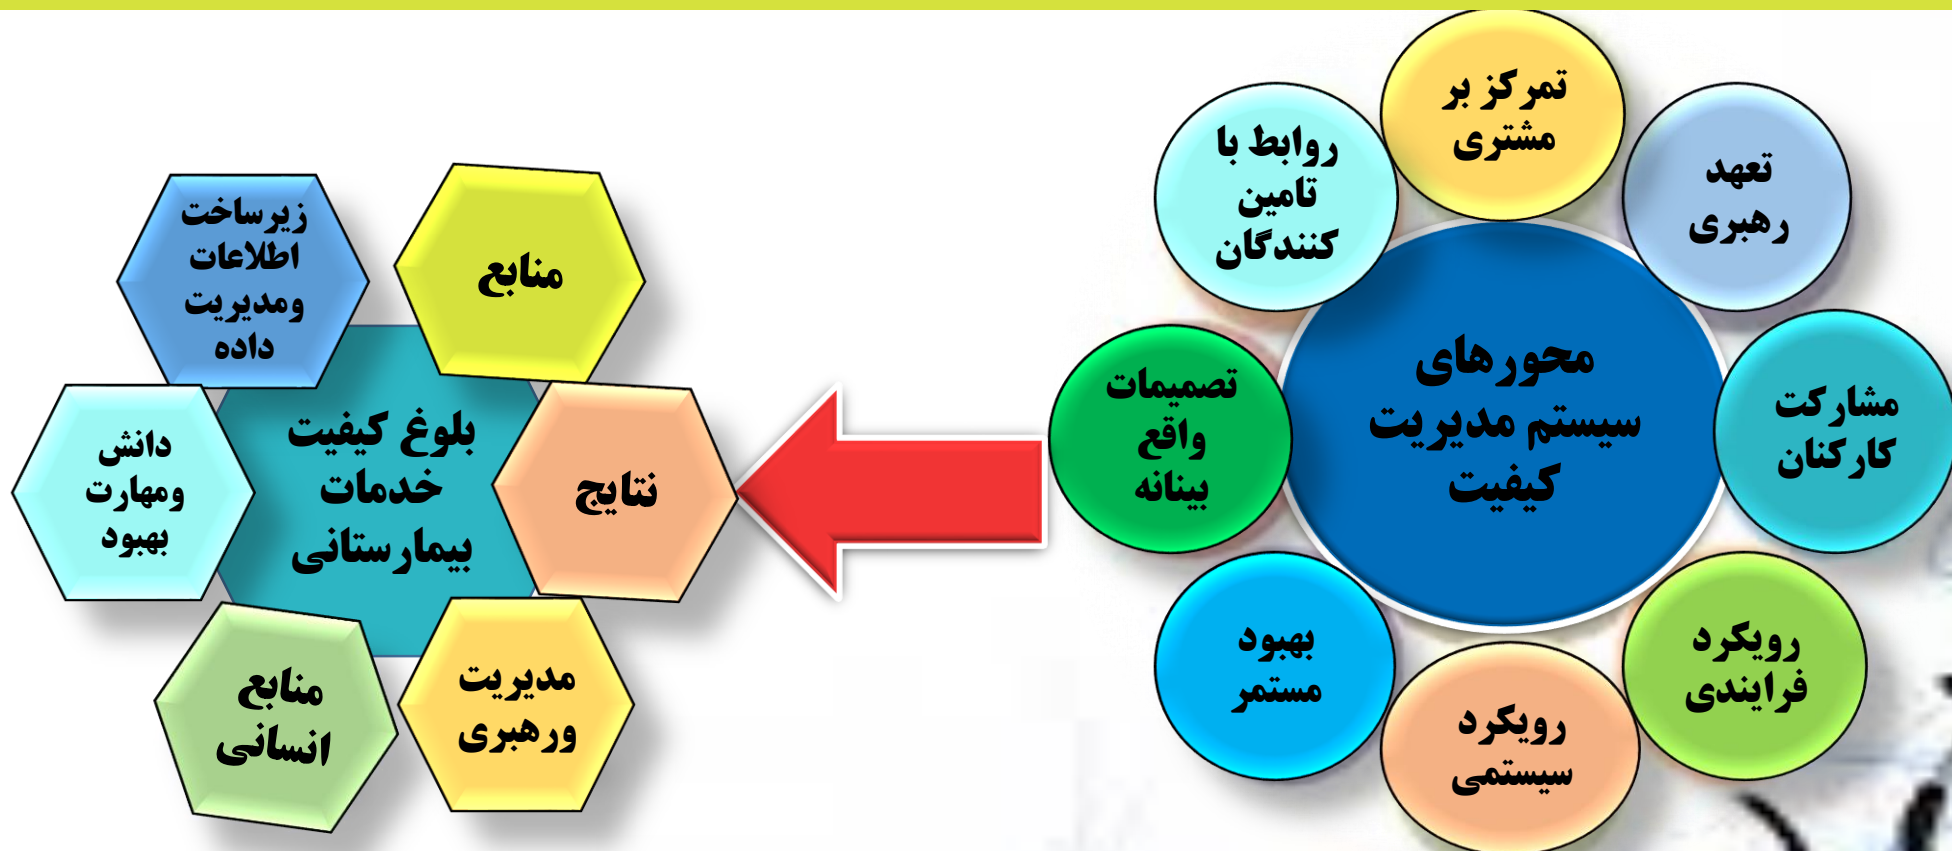 محورهای
سیستم مدیریت
کیفیت
تمرکز بر
مشتری
تعهد
رهبری
مشارکت
کارکنان
رویکرد
فرایندی
رویکرد
سیستمی
بهبود
مستمر
تصمیمات
واقع
بینانه
روابط با
تامین
کنندگان
بلوغ کیفیت
خدمات
بیمارستانی
منابع
نتایج
مدیریت
ورهبری
منابع
انسانی
دانش
ومهارت
بهبود
زیرساخت
اطلاعات
ومدیریت
داده